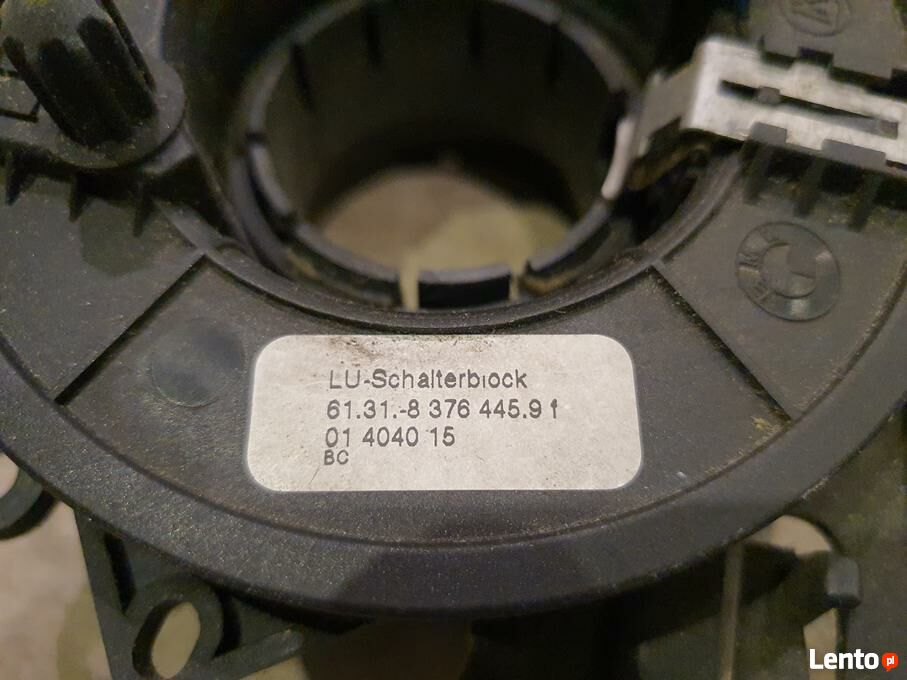 LU-Schalterblock
61.31.-8 376 445.9 f
01 4040 15
BC
Lento pl